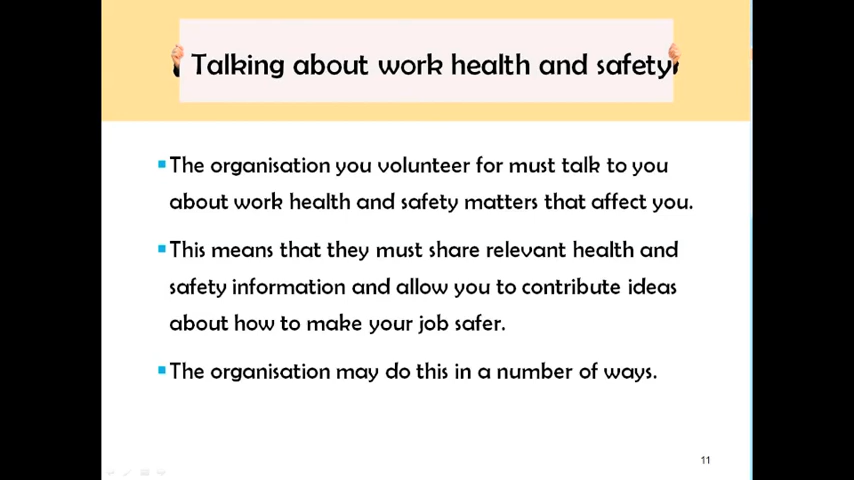 Talking about work health and safety
The organisation you volunteer for must talk to you
about work health and safety matters that affect you.
This means that they must share relevant health and
safety information and allow you to contribute ideas
about how to make your job safer.
The organisation may do this in a number of ways.
11